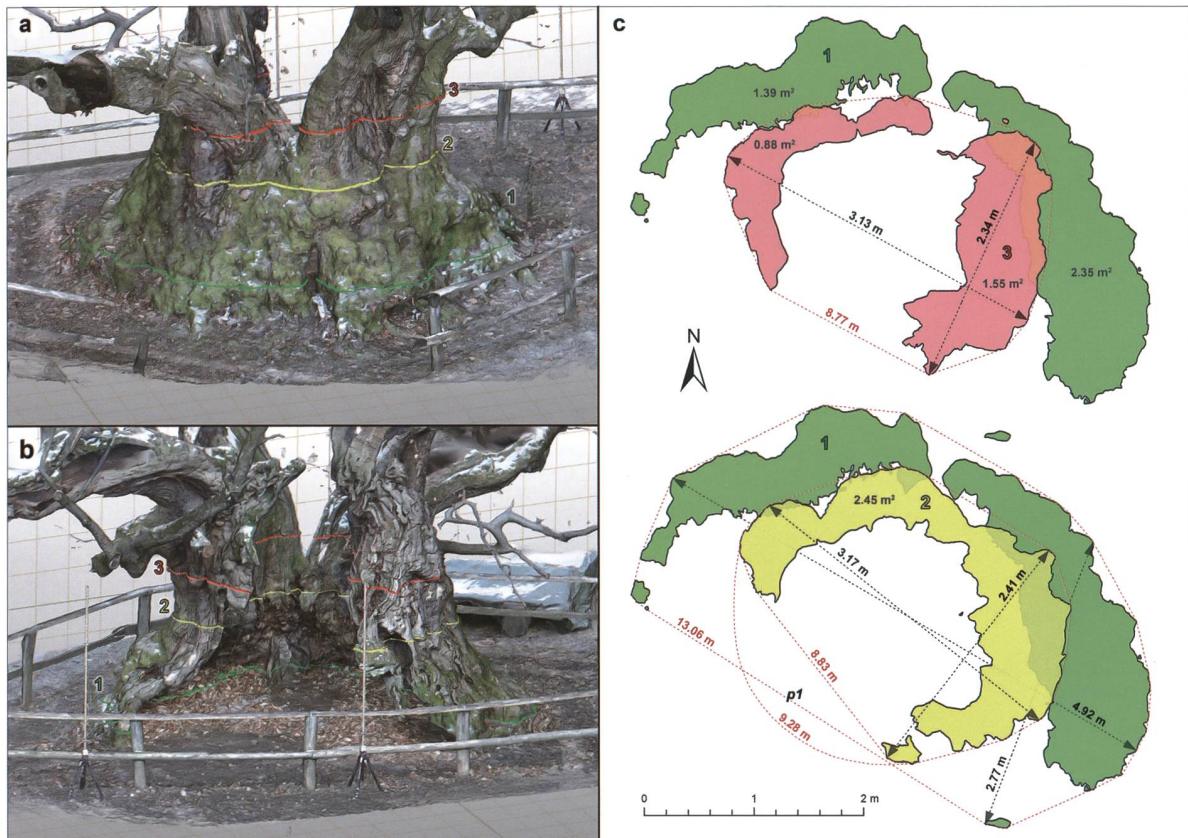 a
3
2
1
b
3
2
1
c
1
1.39 m²
0.88 m²
3.13 m
2.34 m
3
1.55 m²
2.35 m²
8.77 m
N
1
2
2.45 m²
3.17 m
2.41 m
13.06 m
8.83 m
p1
9.28 m
4.92 m
2.77 m
0 1 2 m